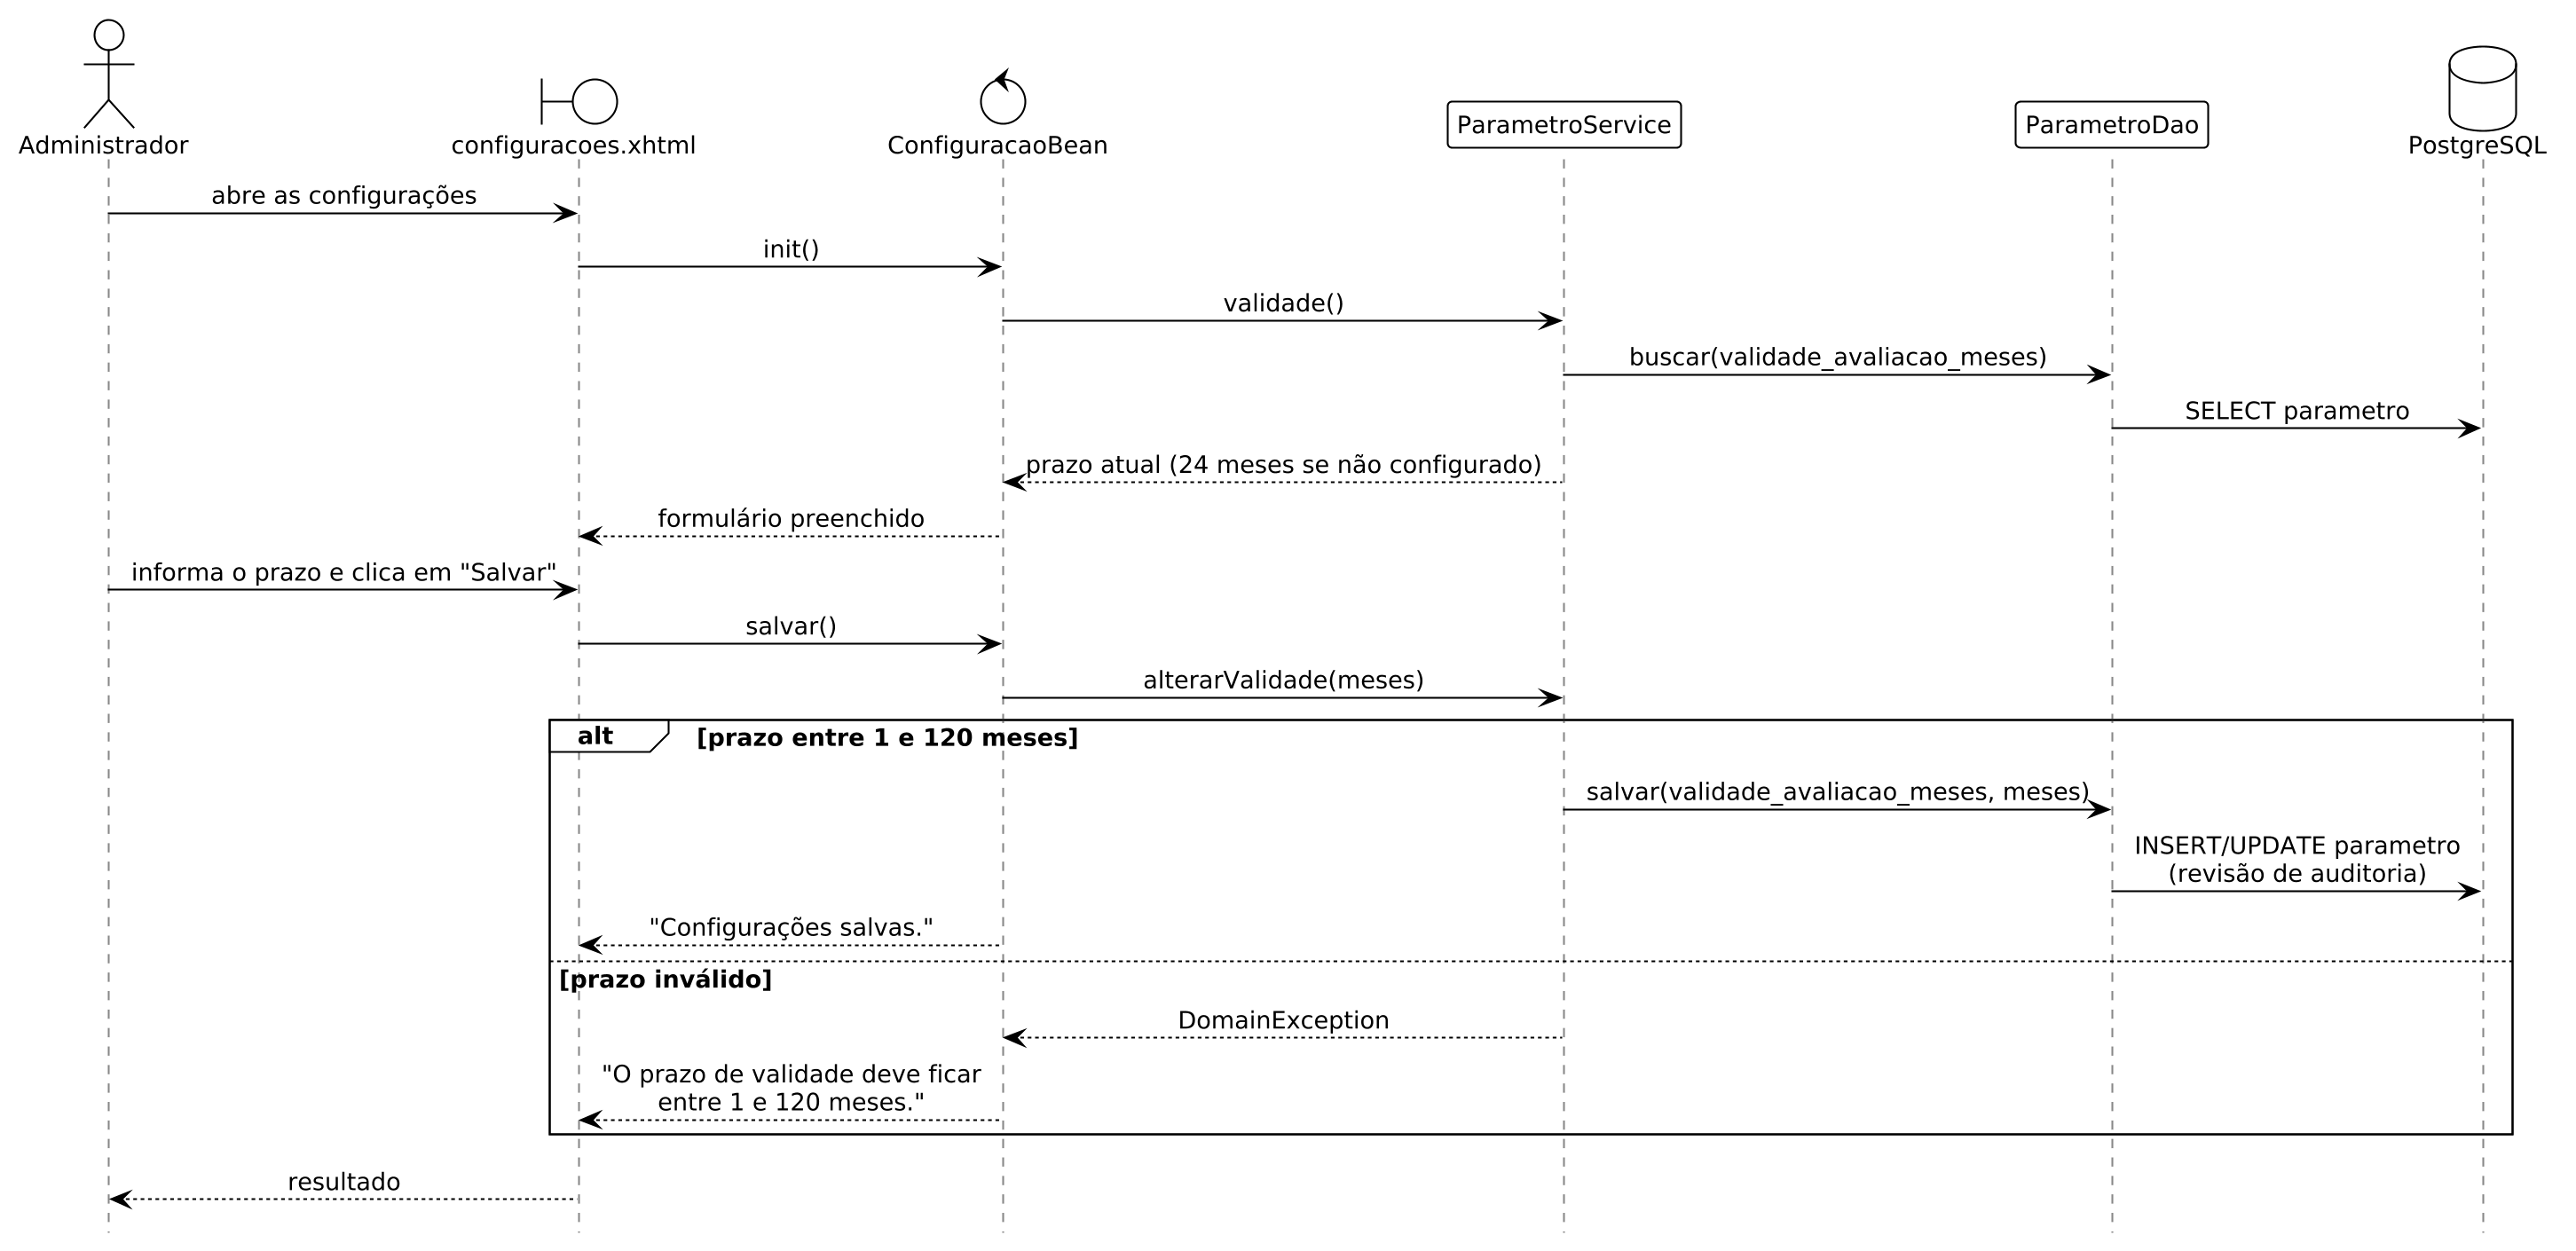 Administrador
configuracoes.xhtml
ConfiguracaoBean
ParametroService
ParametroDao
PostgreSQL
abre as configurações
init()
validade()
buscar(validade_avaliacao_meses)
SELECT parametro
prazo atual (24 meses se não configurado)
formulário preenchido
informa o prazo e clica em "Salvar"
salvar()
alterarValidade(meses)
alt [prazo entre 1 e 120 meses]
salvar(validade_avaliacao_meses, meses)
INSERT/UPDATE parametro
(revisão de auditoria)
"Configurações salvas."
[prazo inválido]
DomainException
"O prazo de validade deve ficar
entre 1 e 120 meses."
resultado